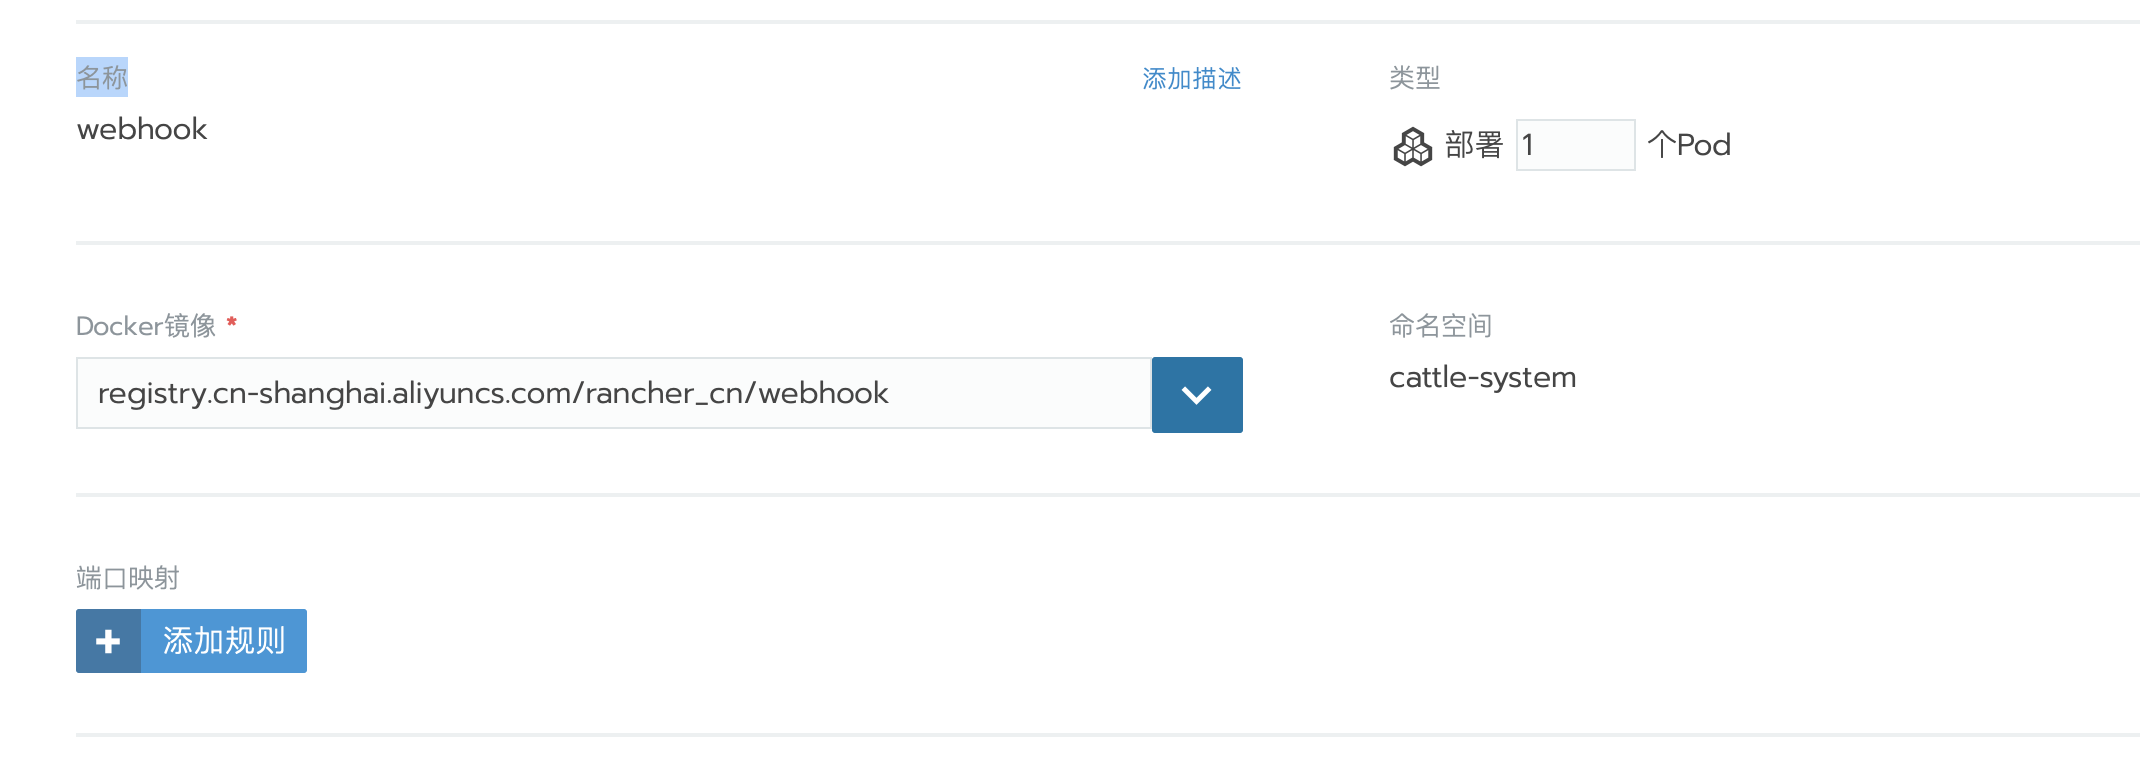 名称
添加描述
类型
webhook
部署 1 个Pod
Docker镜像 *
命名空间
registry.cn-shanghai.aliyuncs.com/rancher_cn/webhook
cattle-system
端口映射
添加规则